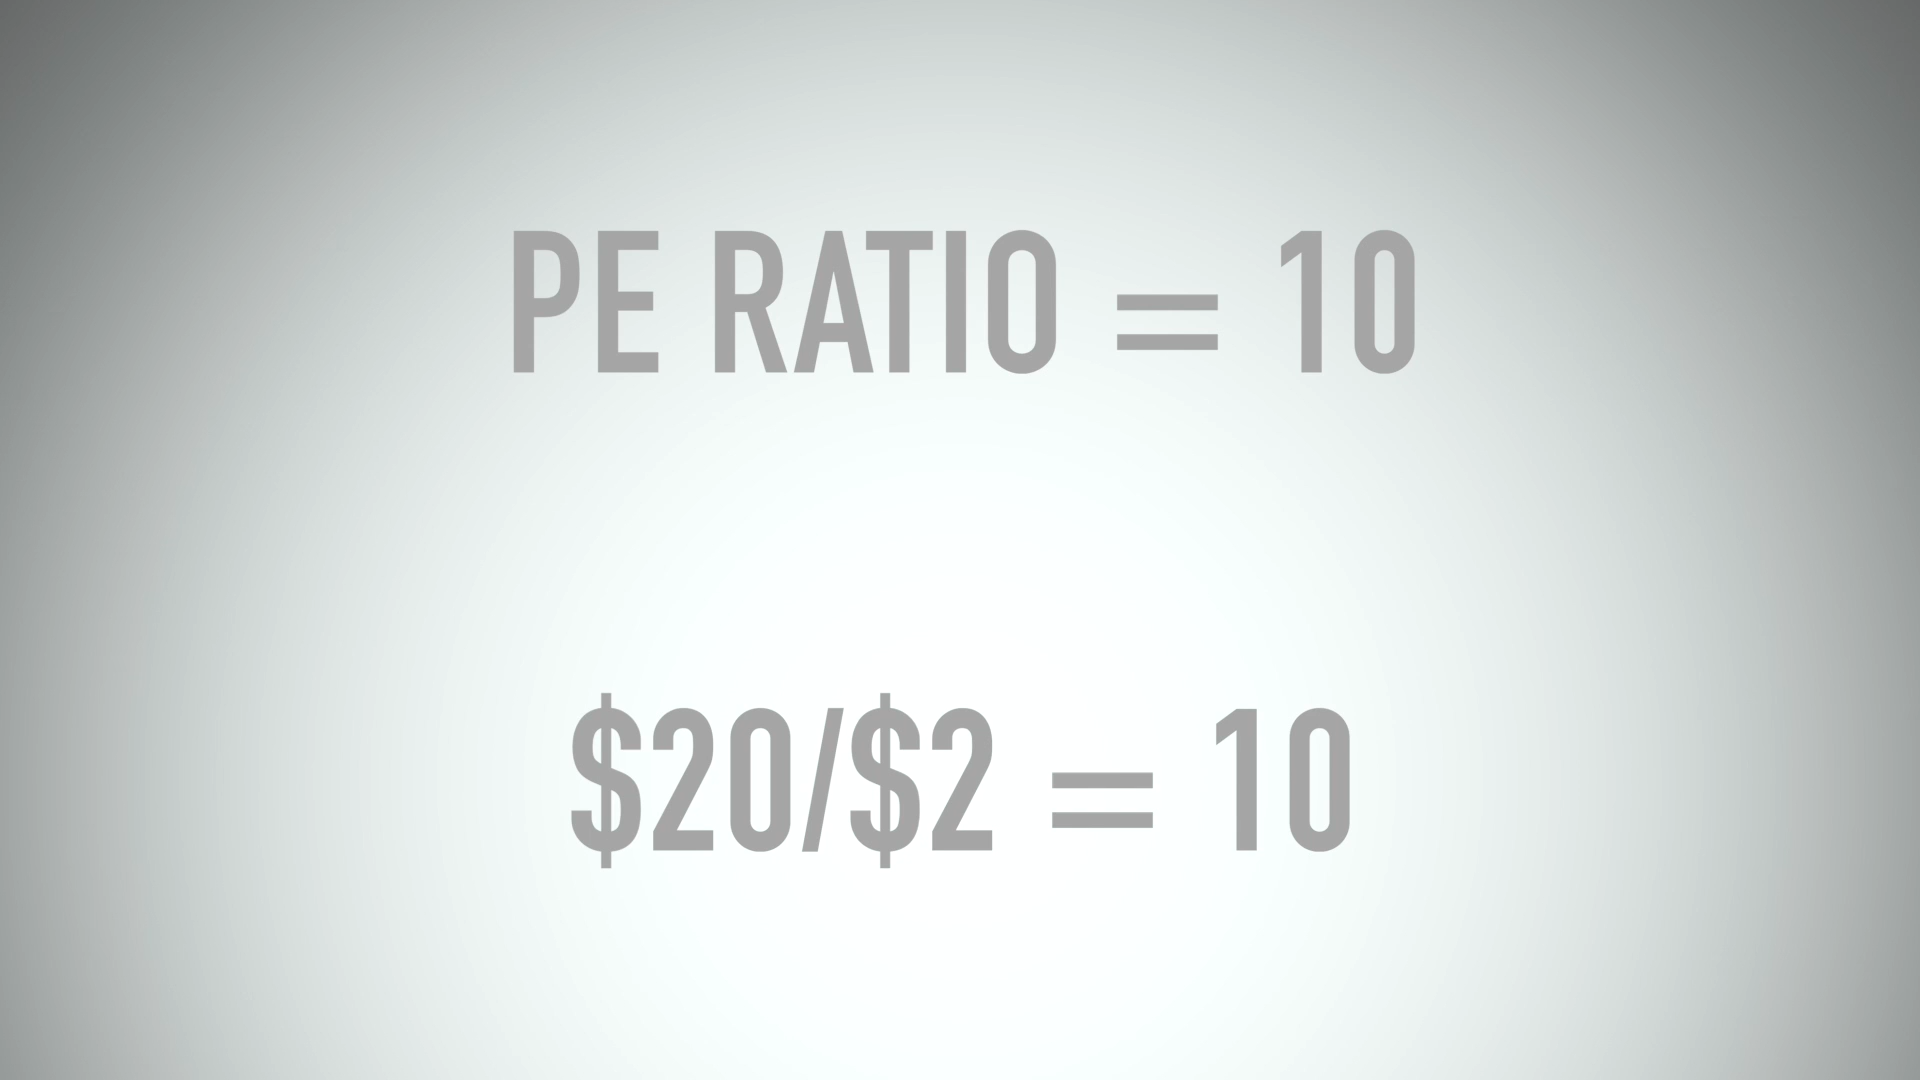 PE RATIO = 10
$20/$2 = 10